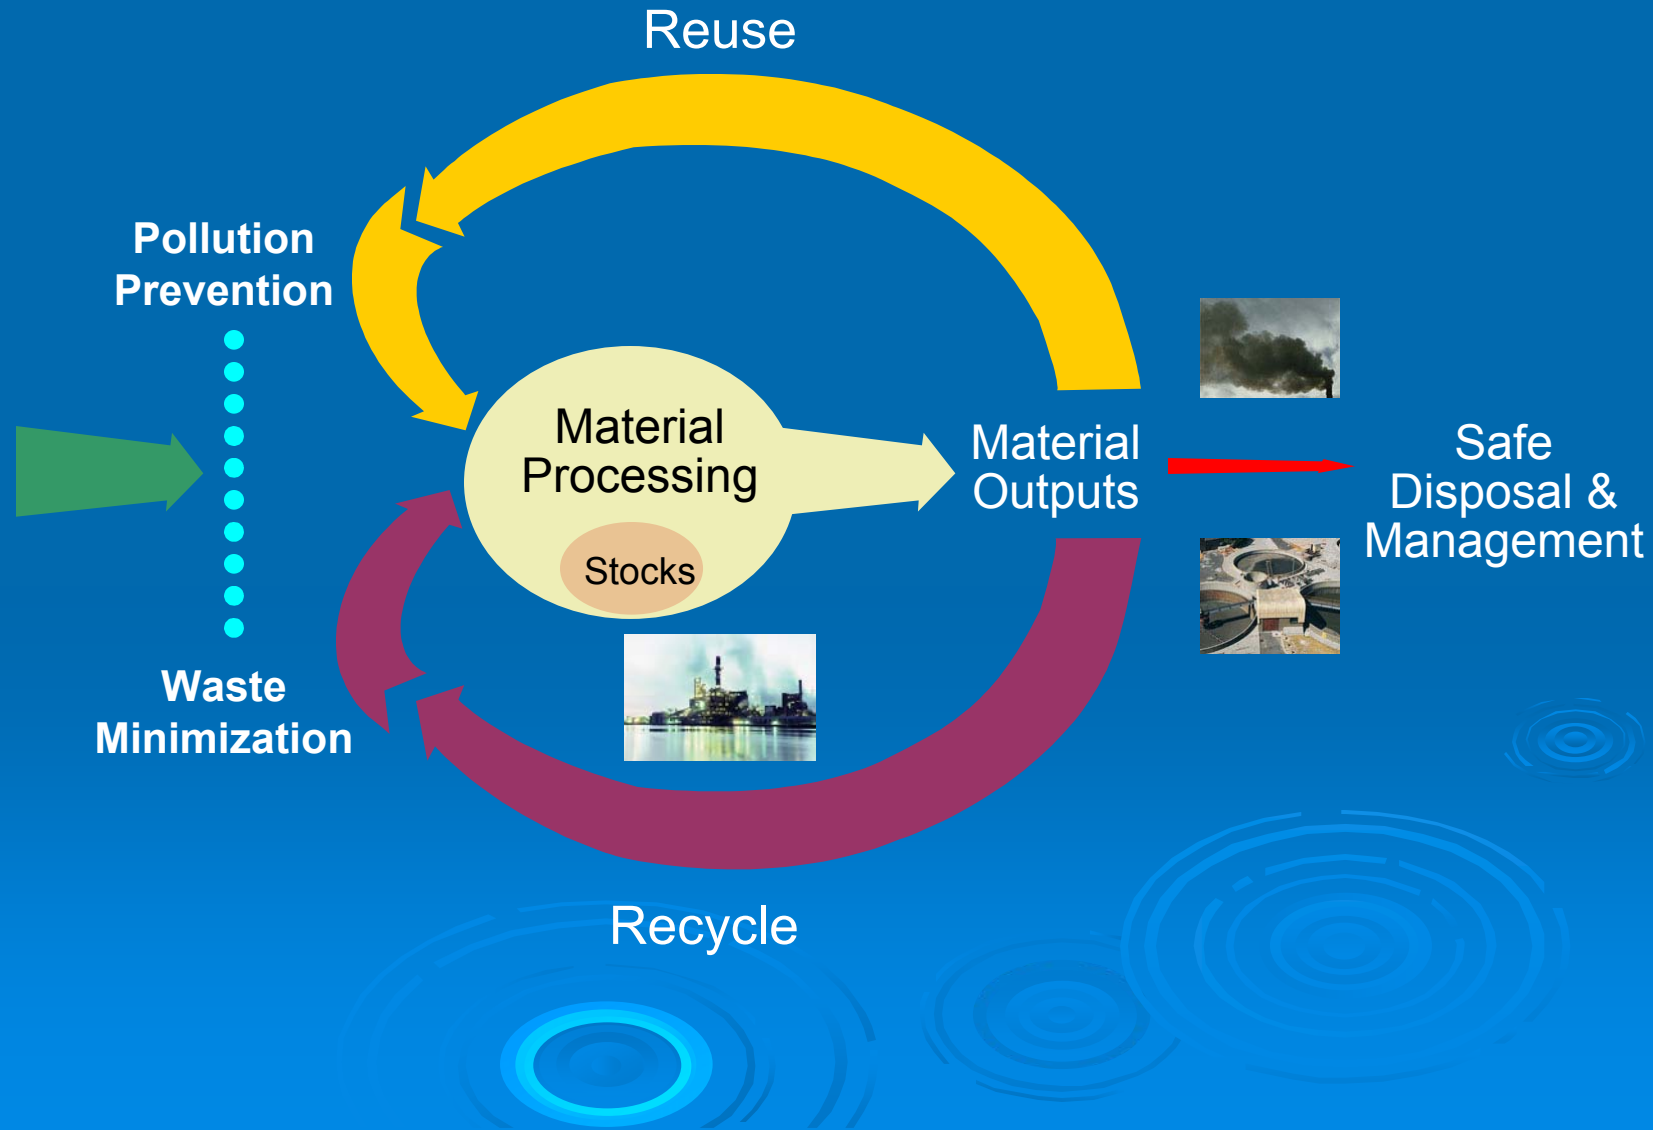 Reuse
Pollution
Prevention
Material
Processing
Stocks
Material
Outputs
Safe
Disposal &
Management
Waste
Minimization
Recycle